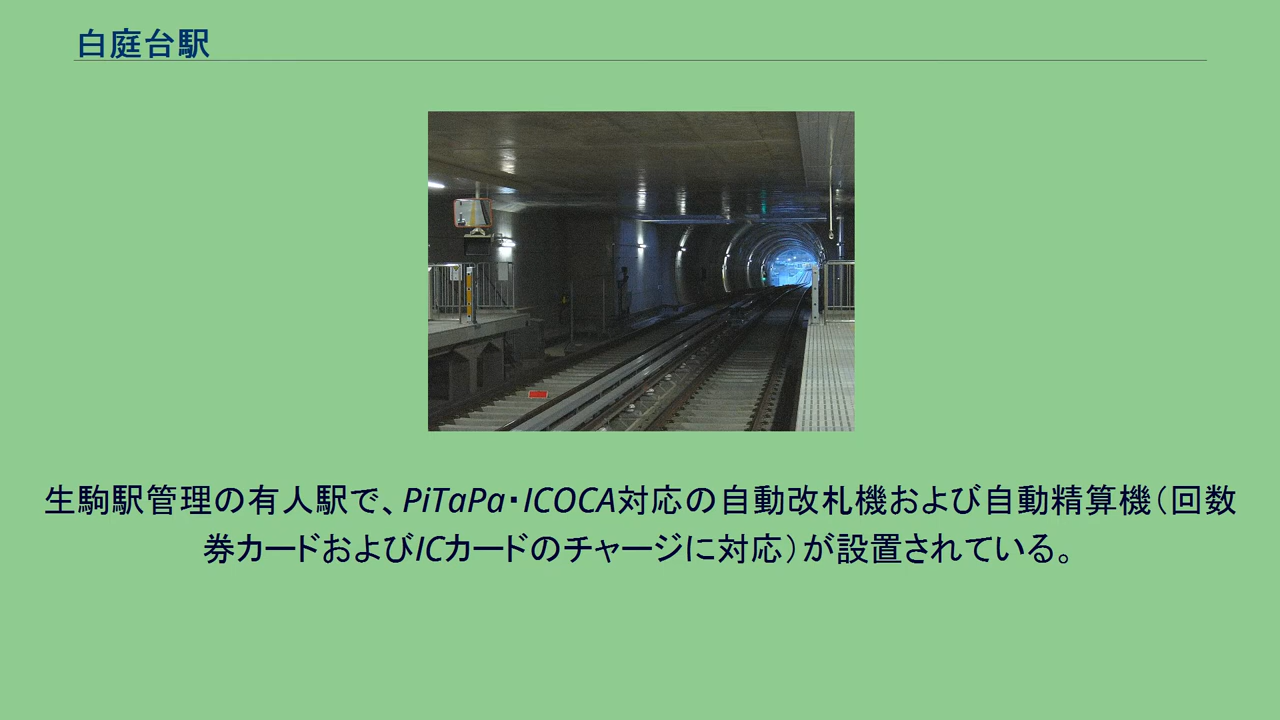 白庭台駅
生駒駅管理の有人駅で、PiTaPa・ICOCA対応の自動改札機および自動精算機（回数
券カードおよびICカードのチャージに対応）が設置されている。